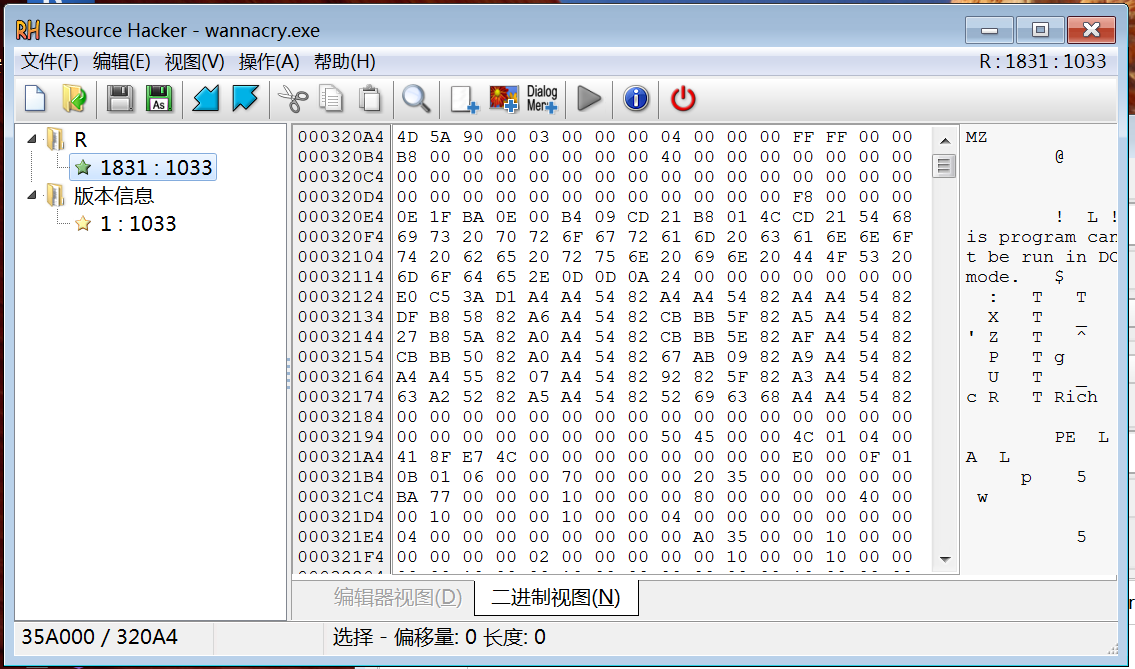 Resource Hacker - wannacry.exe
文件(F) 编辑(E) 视图(V) 操作(A) 帮助(H) R : 1831 : 1033
As Dialog Men
R
1831 : 1033
版本信息
1 : 1033
000320A4 4D 5A 90 00 03 00 00 00 04 00 00 00 FF FF 00 00 MZ
000320B4 B8 00 00 00 00 00 00 00 40 00 00 00 00 00 00 00 @
000320C4 00 00 00 00 00 00 00 00 00 00 00 00 00 00 00 00
000320D4 00 00 00 00 00 00 00 00 00 00 00 00 F8 00 00 00
000320E4 0E 1F BA 0E 00 B4 09 CD 21 B8 01 4C CD 21 54 68 ! L !
000320F4 69 73 20 70 72 6F 67 72 61 6D 20 63 61 6E 6E 6F is program can
00032104 74 20 62 65 20 72 75 6E 20 69 6E 20 44 4F 53 20 t be run in DO
00032114 6D 6F 64 65 2E 0D 0D 0A 24 00 00 00 00 00 00 00 mode. $
00032124 E0 C5 3A D1 A4 A4 54 82 A4 A4 54 82 A4 A4 54 82 : T T
00032134 DF B8 58 82 A6 A4 54 82 CB BB 5F 82 A5 A4 54 82 X T _
00032144 27 B8 5A 82 A0 A4 54 82 CB BB 5E 82 AF A4 54 82 ' Z T ^
00032154 CB BB 50 82 A0 A4 54 82 67 AB 09 82 A9 A4 54 82 P T g
00032164 A4 A4 55 82 07 A4 54 82 92 82 5F 82 A3 A4 54 82 U T _
00032174 63 A2 52 82 A5 A4 54 82 52 69 63 68 A4 A4 54 82 c R T Rich
00032184 00 00 00 00 00 00 00 00 00 00 00 00 00 00 00 00
00032194 00 00 00 00 00 00 00 00 50 45 00 00 4C 01 04 00 PE L
000321A4 41 8F E7 4C 00 00 00 00 00 00 00 00 E0 00 0F 01 A L
000321B4 0B 01 06 00 00 70 00 00 00 20 35 00 00 00 00 00 p 5
000321C4 BA 77 00 00 00 10 00 00 00 80 00 00 00 00 40 00 w
000321D4 00 10 00 00 00 10 00 00 04 00 00 00 00 00 00 00
000321E4 04 00 00 00 00 00 00 00 00 A0 35 00 00 10 00 00 5
000321F4 00 00 00 00 02 00 00 00 00 00 10 00 00 10 00 00
编辑器视图(D) 二进制视图(N)
35A000 / 320A4 选择 - 偏移量: 0 长度: 0